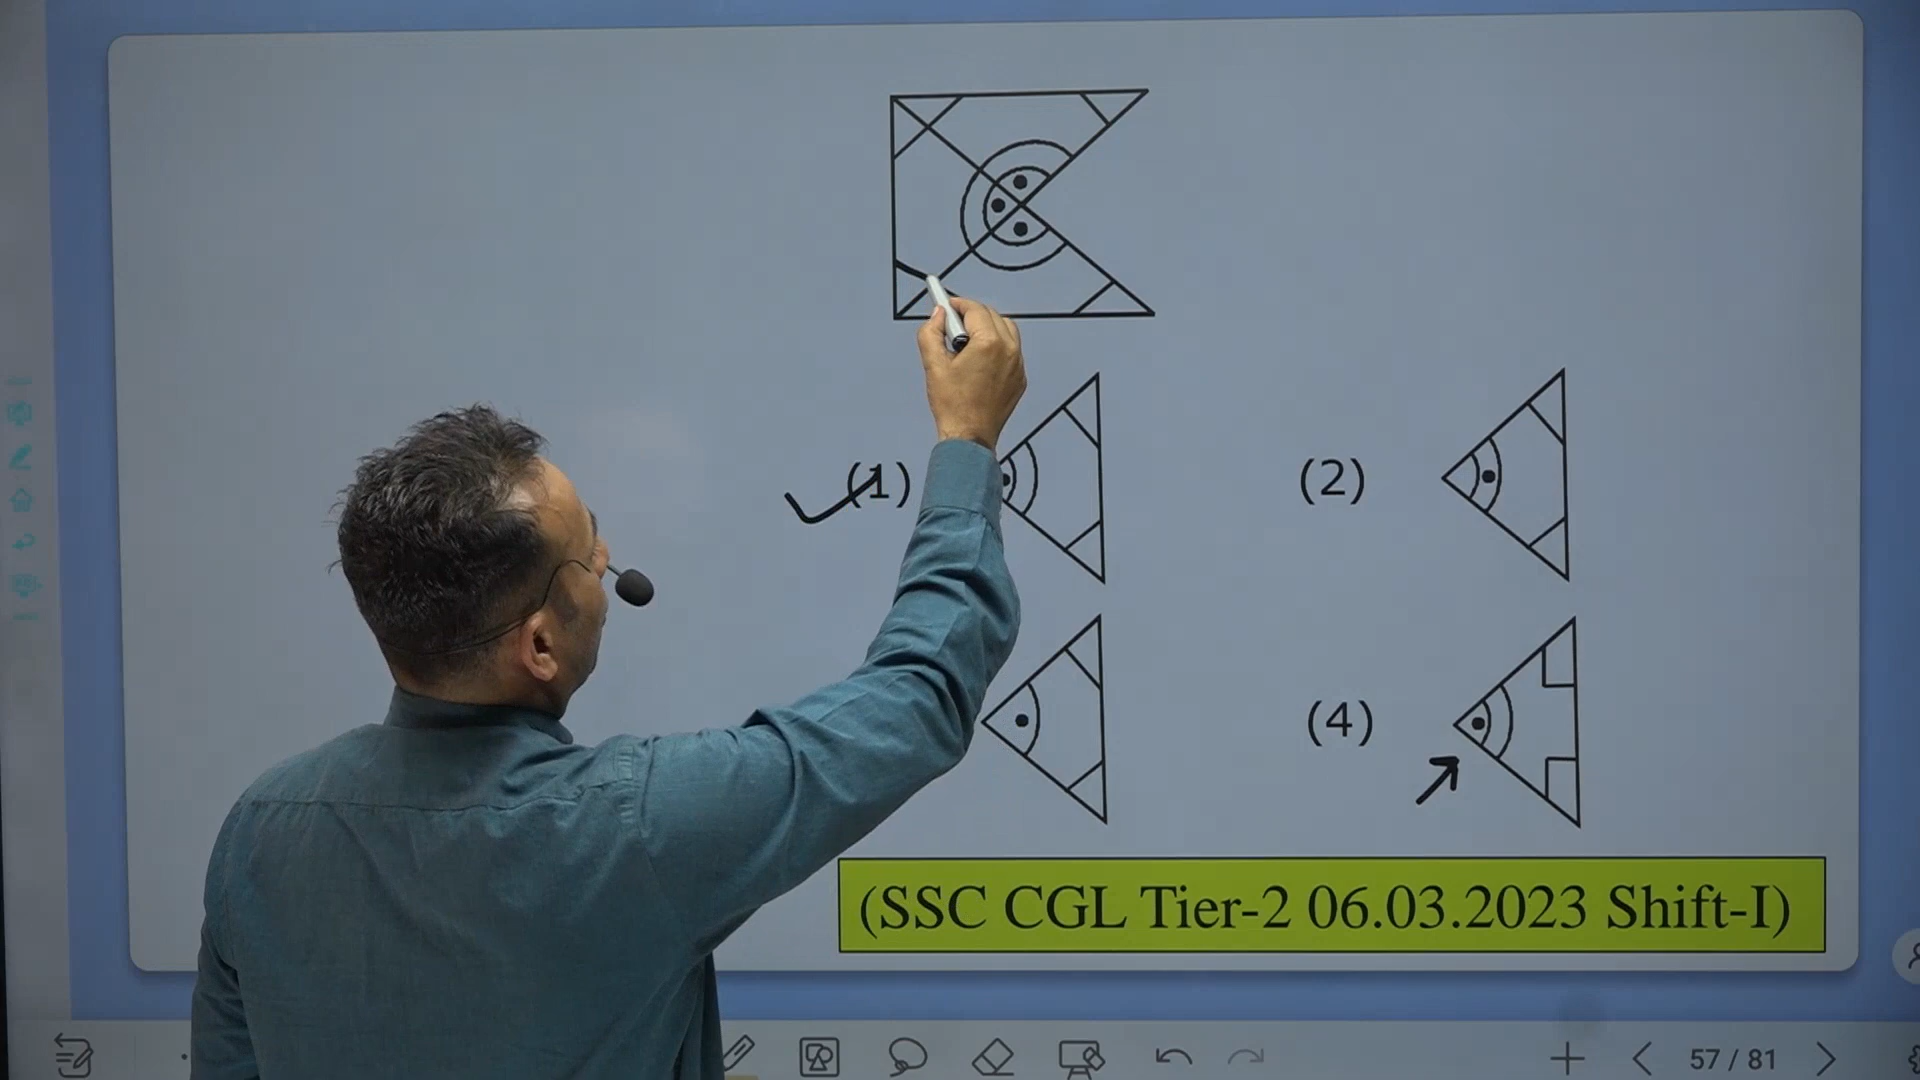 (1)
(2)
(4)
(SSC CGL Tier-2 06.03.2023 Shift-I)
57 / 81